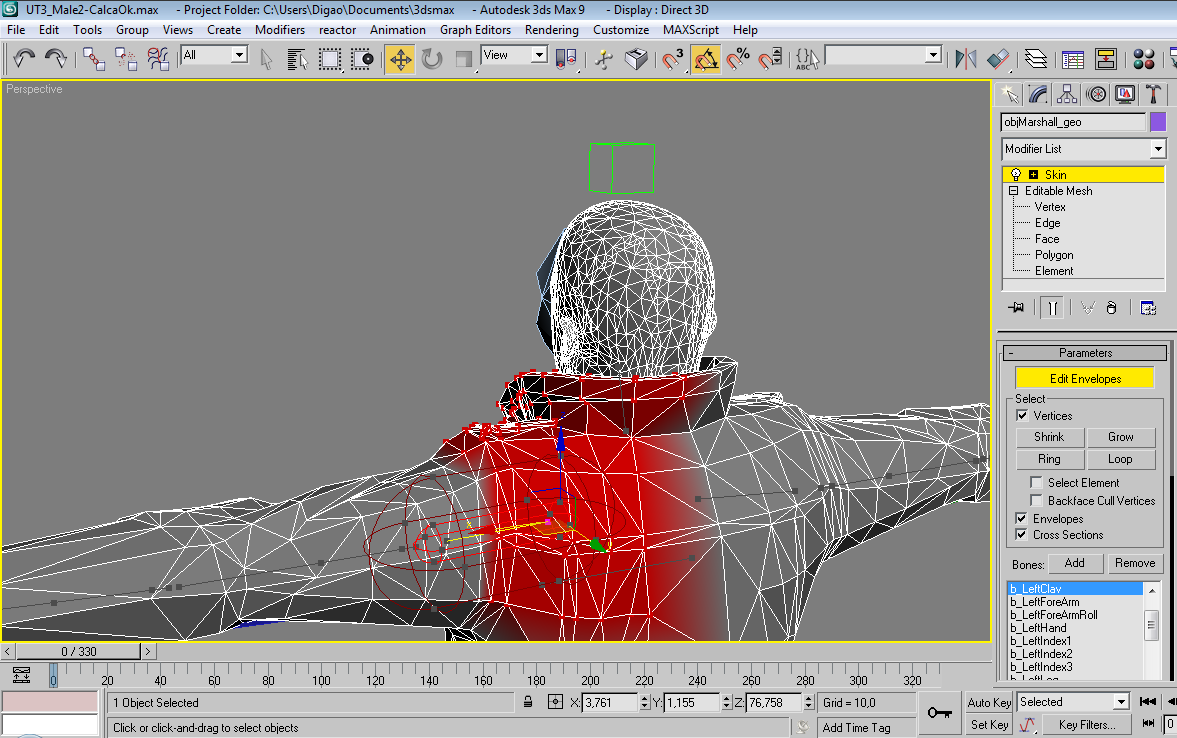 UT3_Male2-CalcaOk.max - Project Folder: C:\Users\Digao\Documents\3dsmax - Autodesk 3ds Max 9 - Display : Direct 3D
File Edit Tools Group Views Create Modifiers reactor Animation Graph Editors Rendering Customize MAXScript Help
All View 3 % ABC
Perspective
objMarshall_geo
Modifier List
Skin
Editable Mesh
Vertex
Edge
Face
Polygon
Element
- Parameters
Edit Envelopes
Select
Vertices
Shrink Grow
Ring Loop
Select Element
Backface Cull Vertices
Envelopes
Cross Sections
Bones: Add Remove
b_LeftClav
b_LeftForeArm
b_LeftForeArmRoll
b_LeftHand
b_LeftIndex1
b_LeftIndex2
b_LeftIndex3
b_LeftLeg
< 0 / 330 >
0 20 40 60 80 100 120 140 160 180 200 220 240 260 280 300 320
1 Object Selected X: 3,761 Y: 1,155 Z: 76,758 Grid = 10,0 Auto Key Selected
Click or click-and-drag to select objects Add Time Tag Set Key Key Filters... 0